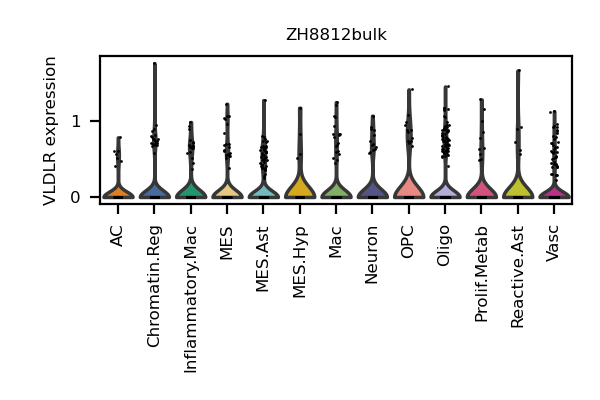 ZH8812bulk
VLDLR expression
1
0
AC
Chromatin.Reg
Inflammatory.Mac
MES
MES.Ast
MES.Hyp
Mac
Neuron
OPC
Oligo
Prolif.Metab
Reactive.Ast
Vasc